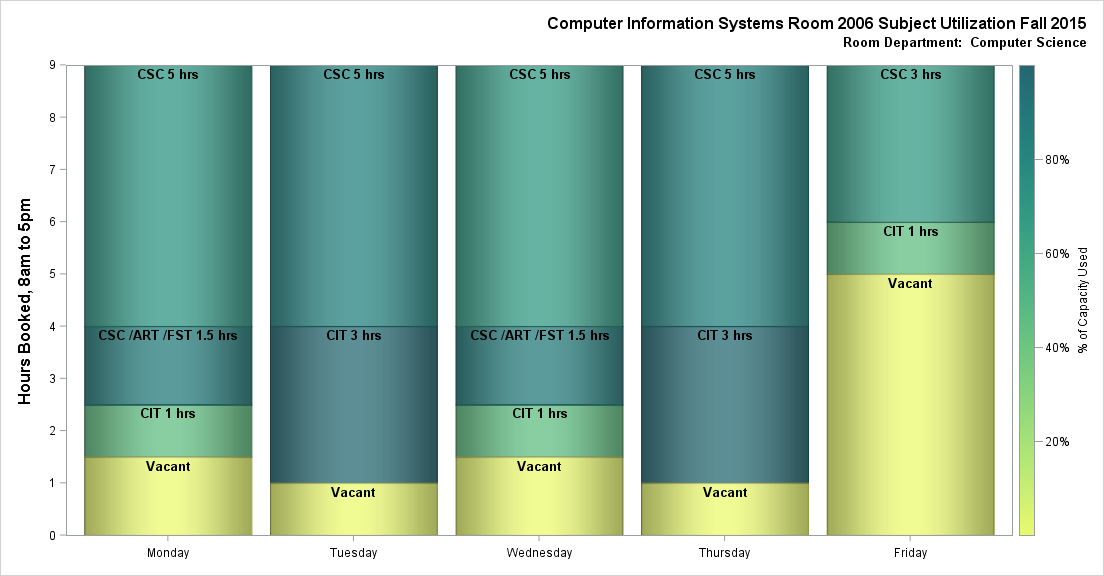 Computer Information Systems Room 2006 Subject Utilization Fall 2015
Room Department:  Computer Science
Hours Booked, 8am to 5pm
9
8
7
6
5
4
3
2
1
0
CSC 5 hrs
CSC /ART /FST 1.5 hrs
CIT 1 hrs
Vacant
Monday
CSC 5 hrs
CIT 3 hrs
Vacant
Tuesday
CSC 5 hrs
CSC /ART /FST 1.5 hrs
CIT 1 hrs
Vacant
Wednesday
CSC 5 hrs
CIT 3 hrs
Vacant
Thursday
CSC 3 hrs
CIT 1 hrs
Vacant
Friday
80%
60%
40%
20%
% of Capacity Used